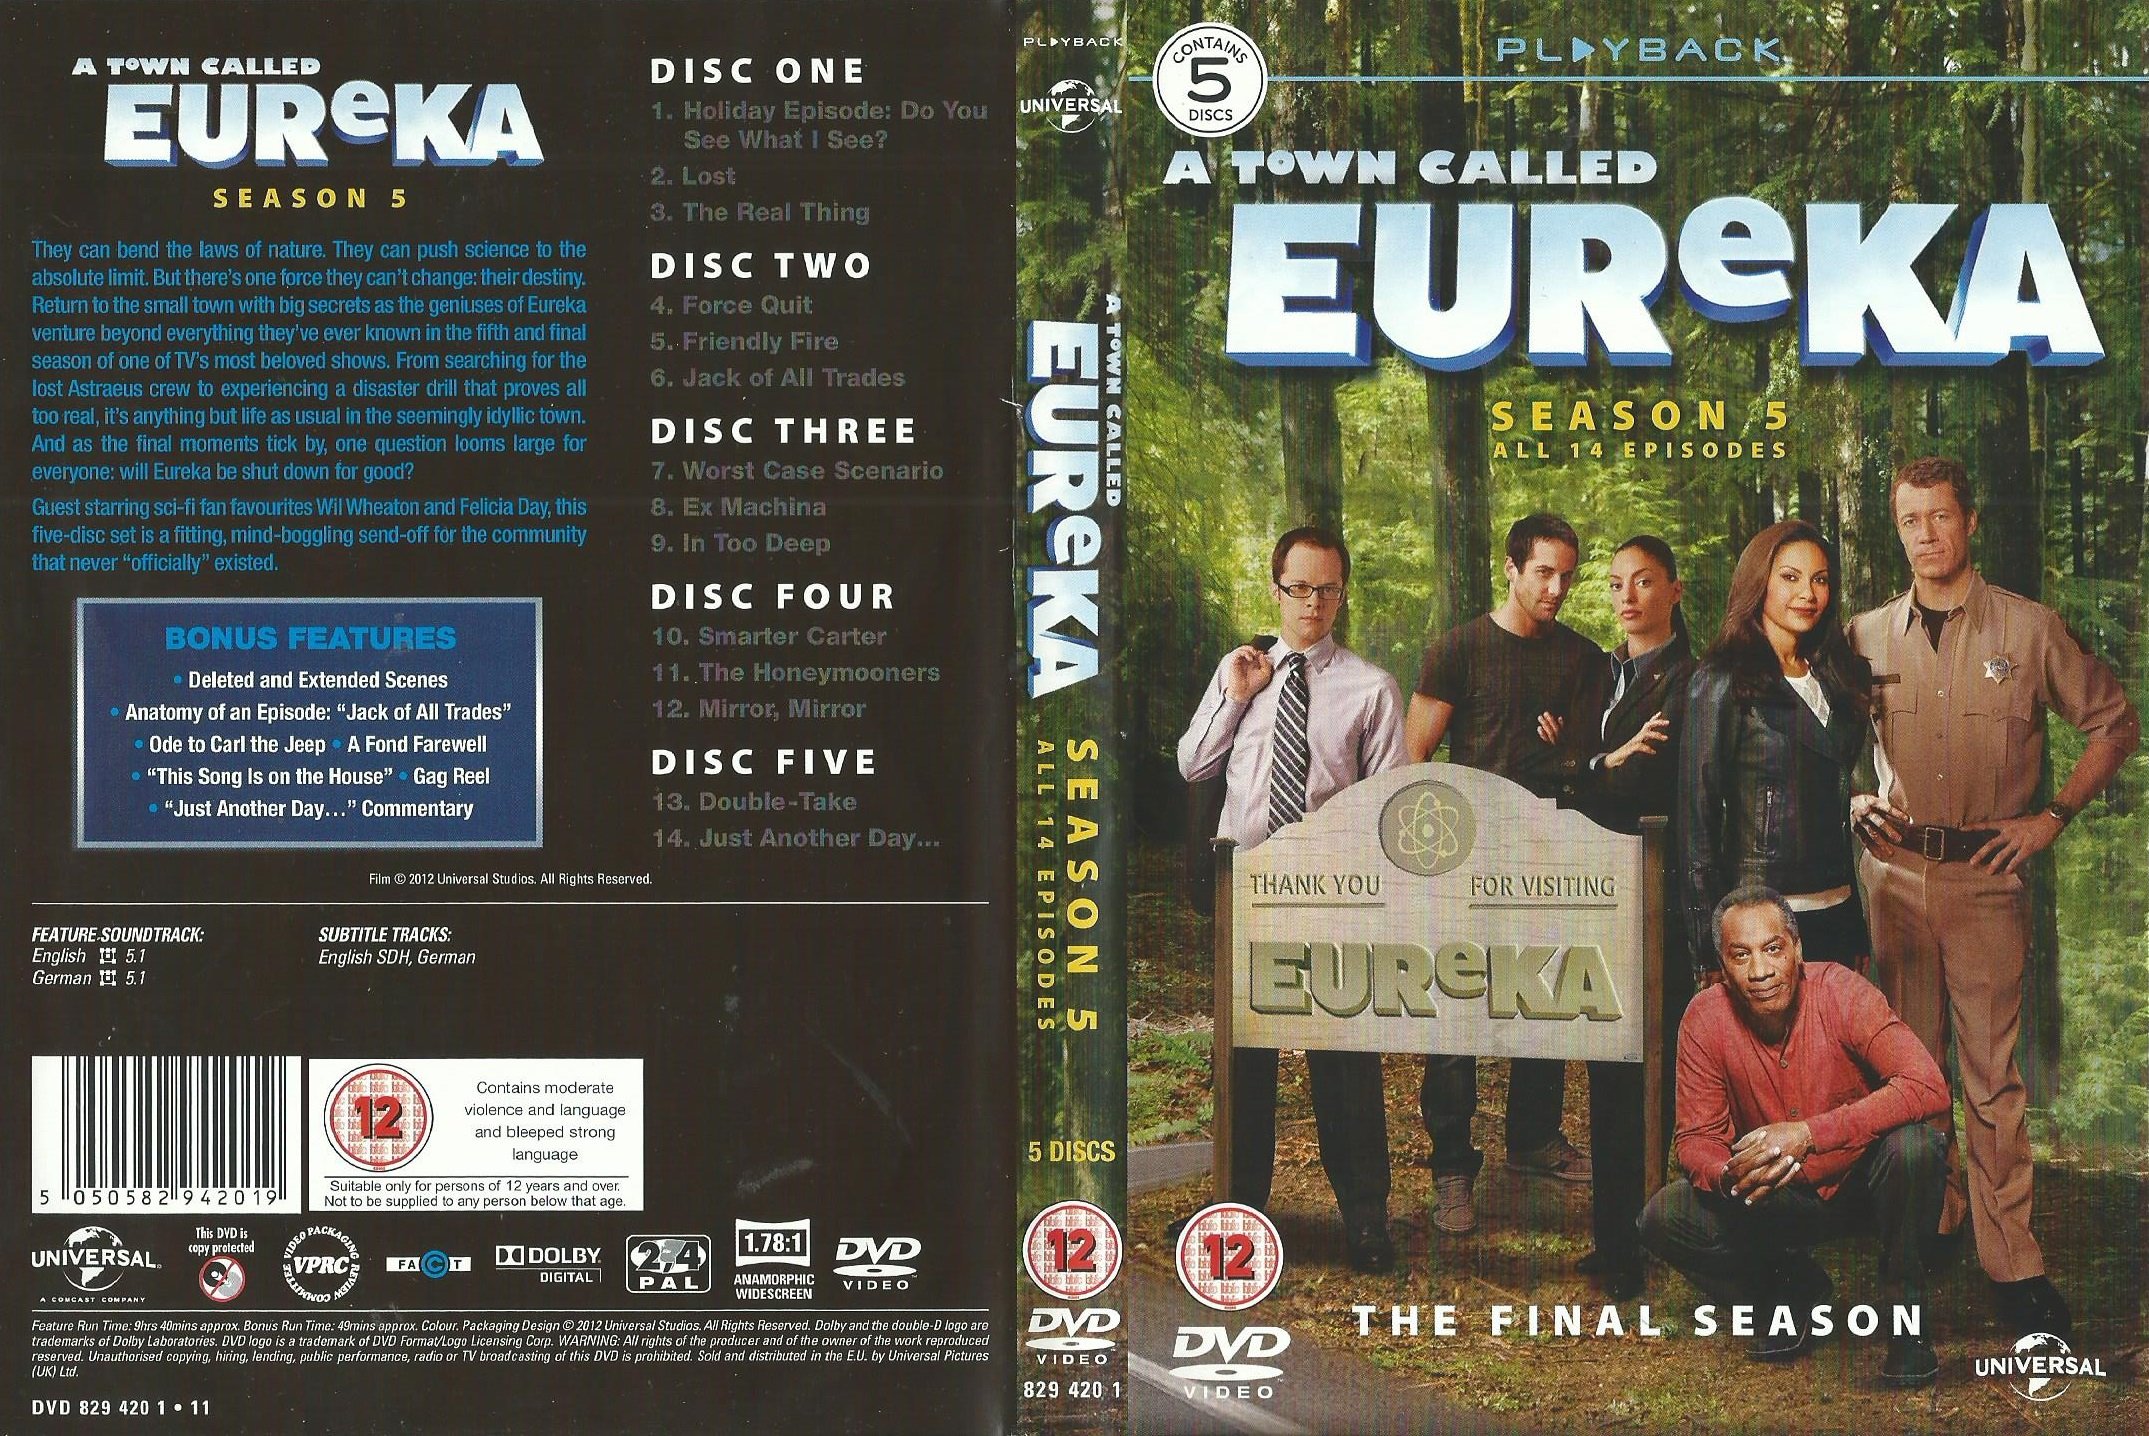 A TOWN CALLED
EUReKA
SEASON 5
They can bend the laws of nature. They can push science to the
absolute limit. But there's one force they can't change: their destiny.
Return to the small town with big secrets as the geniuses of Eureka
venture beyond everything they've ever known in the fifth and final
season of one of TV's most beloved shows. From searching for the
lost Astraeus crew to experiencing a disaster drill that proves all
too real, it's anything but life as usual in the seemingly idyllic town.
And as the final moments tick by, one question looms large for
everyone: will Eureka be shut down for good?
Guest starring sci-fi fan favourites Wil Wheaton and Felicia Day, this
five-disc set is a fitting, mind-boggling send-off for the community
that never “officially” existed.
BONUS FEATURES
• Deleted and Extended Scenes
• Anatomy of an Episode: “Jack of All Trades”
• Ode to Carl the Jeep • A Fond Farewell
• “This Song Is on the House” • Gag Reel
• “Just Another Day...” Commentary
Film © 2012 Universal Studios. All Rights Reserved.
DISC ONE
1. Holiday Episode: Do You
See What I See?
2. Lost
3. The Real Thing
DISC TWO
4. Force Quit
5. Friendly Fire
6. Jack of All Trades
DISC THREE
7. Worst Case Scenario
8. Ex Machina
9. In Too Deep
DISC FOUR
10. Smarter Carter
11. The Honeymooners
12. Mirror, Mirror
DISC FIVE
13. Double-Take
14. Just Another Day...
FEATURE SOUNDTRACK:
English 5.1
German 5.1
SUBTITLE TRACKS:
English SDH, German
5 050582 942019
12
Contains moderate
violence and language
and bleeped strong
language
Suitable only for persons of 12 years and over.
Not to be supplied to any person below that age.
UNIVERSAL
A COMCAST COMPANY
This DVD is
copy protected
VIDEO PACKAGING REVIEW COMMITTEE
VPRC
FACT
DOLBY
DIGITAL
2,4
PAL
1.78:1
ANAMORPHIC
WIDESCREEN
DVD
VIDEO
Feature Run Time: 9hrs 40mins approx. Bonus Run Time: 49mins approx. Colour. Packaging Design © 2012 Universal Studios. All Rights Reserved. Dolby and the double-D logo are
trademarks of Dolby Laboratories. DVD logo is a trademark of DVD Format/Logo Licensing Corp. WARNING: All rights of the producer and of the owner of the work reproduced
reserved. Unauthorised copying, hiring, lending, public performance, radio or TV broadcasting of this DVD is prohibited. Sold and distributed in the E.U. by Universal Pictures
(UK) Ltd.
DVD 829 420 1 • 11
PLAYBACK
UNIVERSAL
A TOWN CALLED
EUReKA
SEASON 5
ALL 14 EPISODES
5 DISCS
12
DVD
VIDEO
829 420 1
CONTAINS
5
DISCS
PLAYBACK
A TOWN CALLED
EUReKA
SEASON 5
ALL 14 EPISODES
THANK YOU FOR VISITING
EUReKA
12
DVD
VIDEO
THE FINAL SEASON
UNIVERSAL